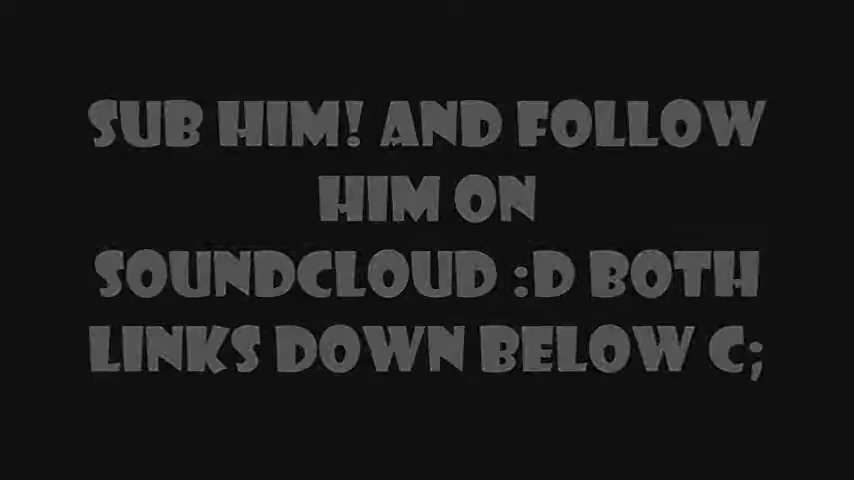 SUB HIM! AND FOLLOW
HIM ON
SOUNDCLOUD :D BOTH
LINKS DOWN BELOW C;